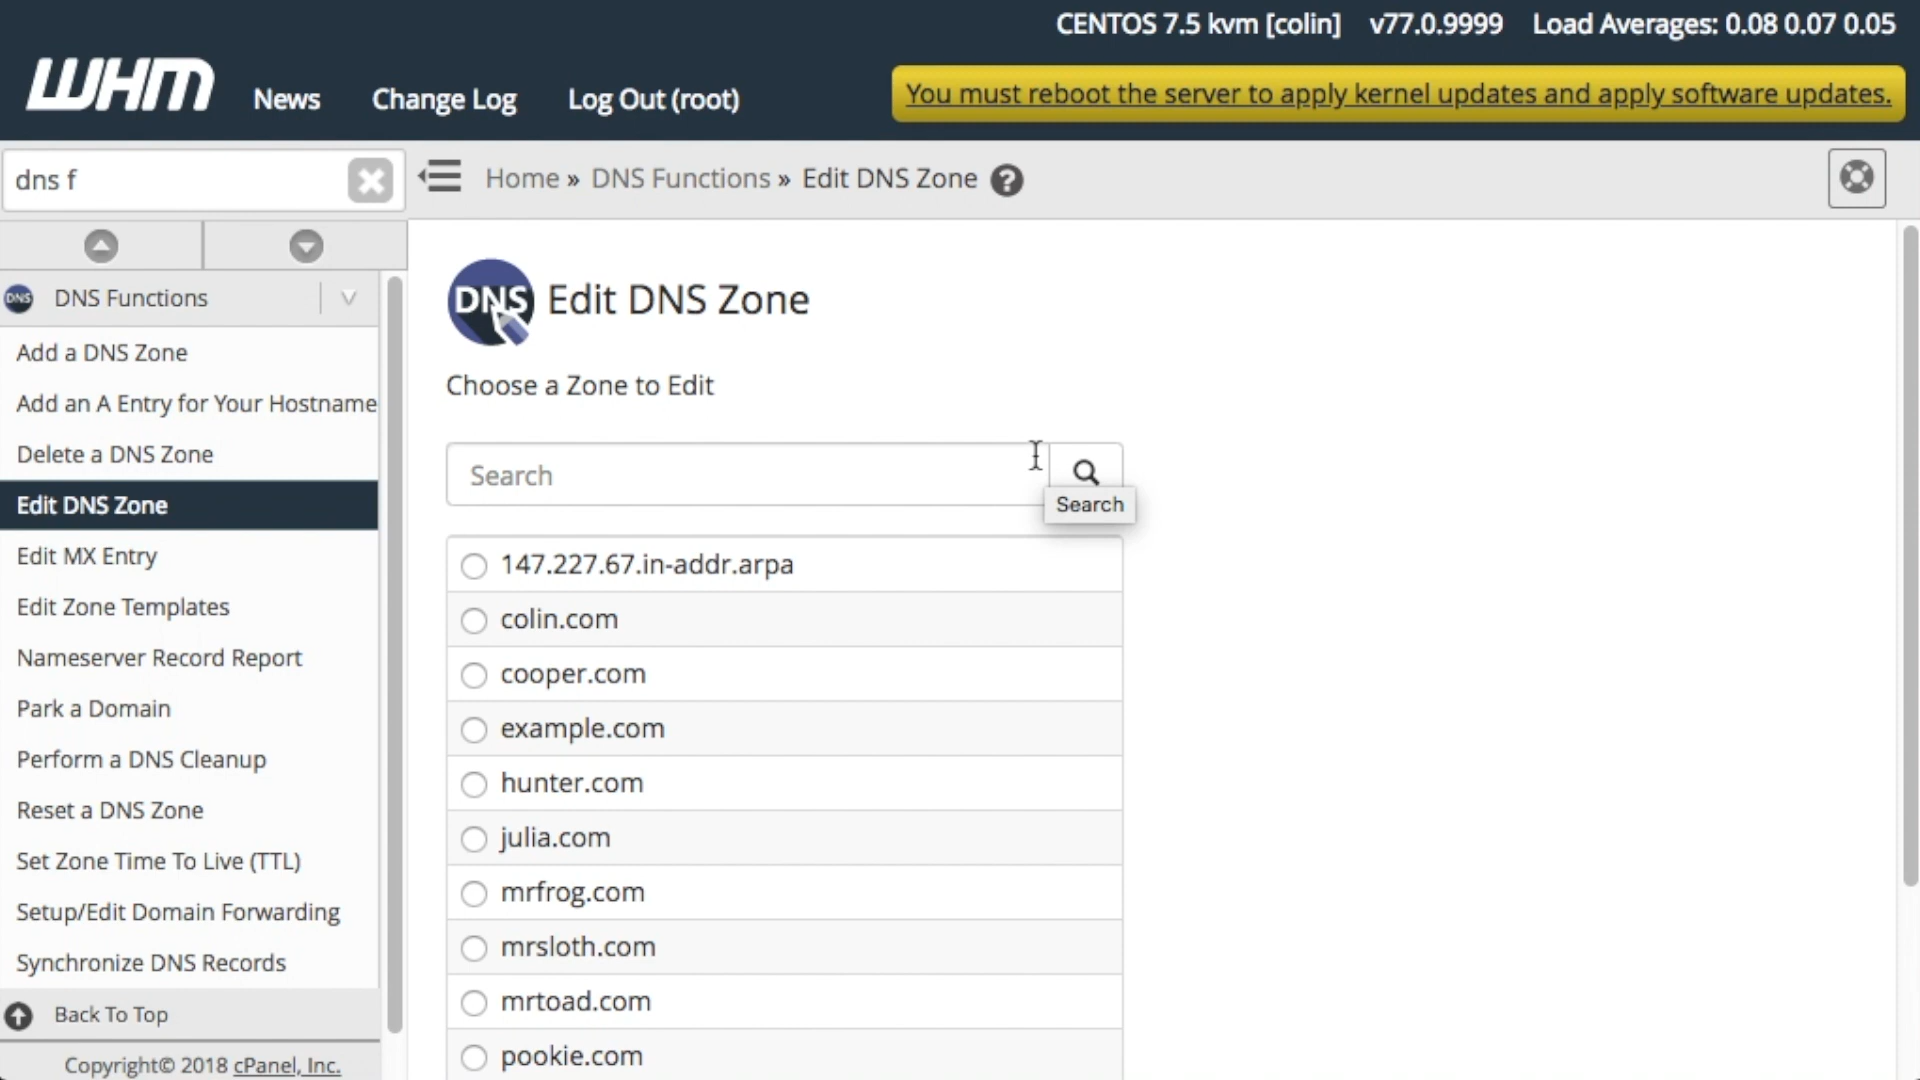 CENTOS 7.5 kvm [colin] v77.0.9999 Load Averages: 0.08 0.07 0.05
WHM News Change Log Log Out (root)
You must reboot the server to apply kernel updates and apply software updates.
dns f
Home » DNS Functions » Edit DNS Zone ?
DNS DNS Functions
Add a DNS Zone
Add an A Entry for Your Hostname
Delete a DNS Zone
Edit DNS Zone
Edit MX Entry
Edit Zone Templates
Nameserver Record Report
Park a Domain
Perform a DNS Cleanup
Reset a DNS Zone
Set Zone Time To Live (TTL)
Setup/Edit Domain Forwarding
Synchronize DNS Records
Back To Top
Copyright© 2018 cPanel, Inc.
DNS Edit DNS Zone
Choose a Zone to Edit
Search
Search
147.227.67.in-addr.arpa
colin.com
cooper.com
example.com
hunter.com
julia.com
mrfrog.com
mrsloth.com
mrtoad.com
pookie.com